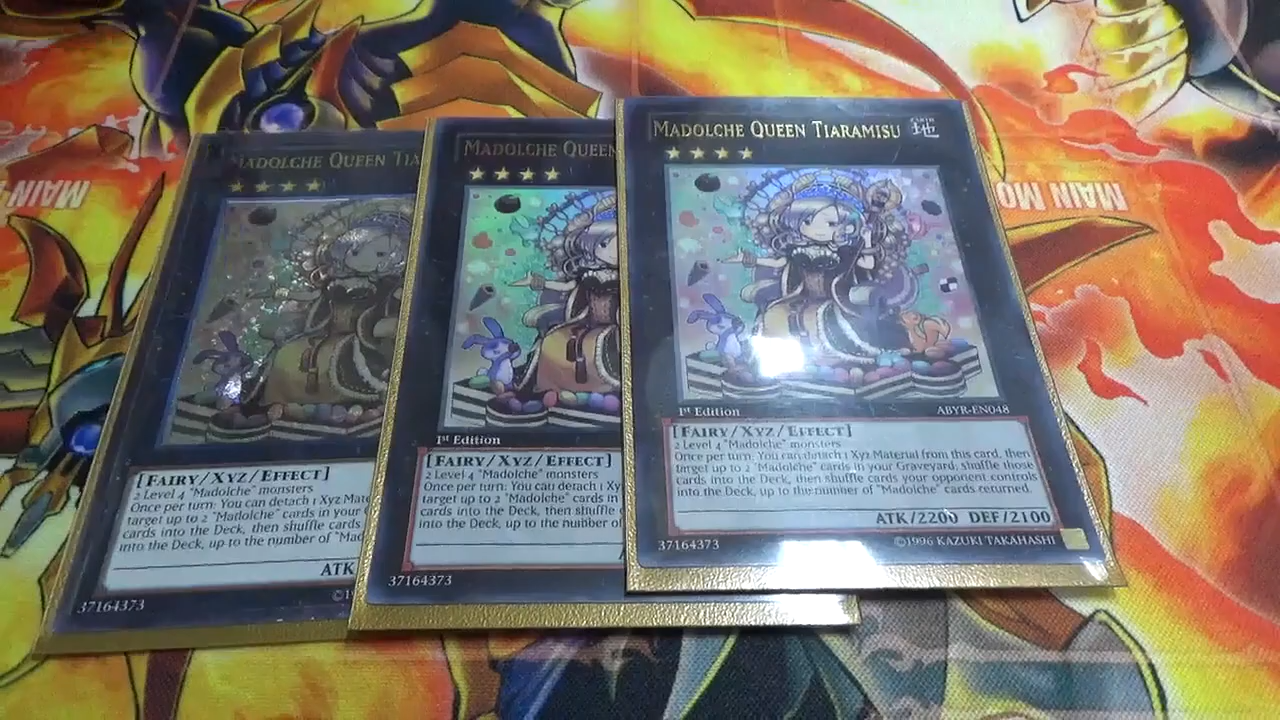 MADOLCHE QUEEN TIA
[FAIRY/XYZ/EFFECT]
2 Level 4 "Madolche" monsters
Once per turn: You can detach 1 Xyz Mate
target up to 2 "Madolche" cards in your
cards into the Deck, then shuffle cards
into the Deck, up to the number of "Mad
ATK
37164373
©19
MADOLCHE QUEEN
1st Edition
[FAIRY/XYZ/EFFECT]
2 Level 4 "Madolche" monsters
Once per turn: You can detach 1 Xy
target up to 2 "Madolche" cards in
cards into the Deck, then shuffle
into the Deck, up to the number of
37164373
MADOLCHE QUEEN TIARAMISU
EARTH
地
1st Edition
ABYR-EN048
[FAIRY/XYZ/EFFECT]
2 Level 4 "Madolche" monsters
Once per turn: You can detach 1 Xyz Material from this card, then
target up to 2 "Madolche" cards in your Graveyard, shuffle those
cards into the Deck, then shuffle cards your opponent controls
into the Deck, up to the number of "Madolche" cards returned.
ATK/2200 DEF/2100
37164373
©1996 KAZUKI TAKAHASHI
MAIN
MAIN MO